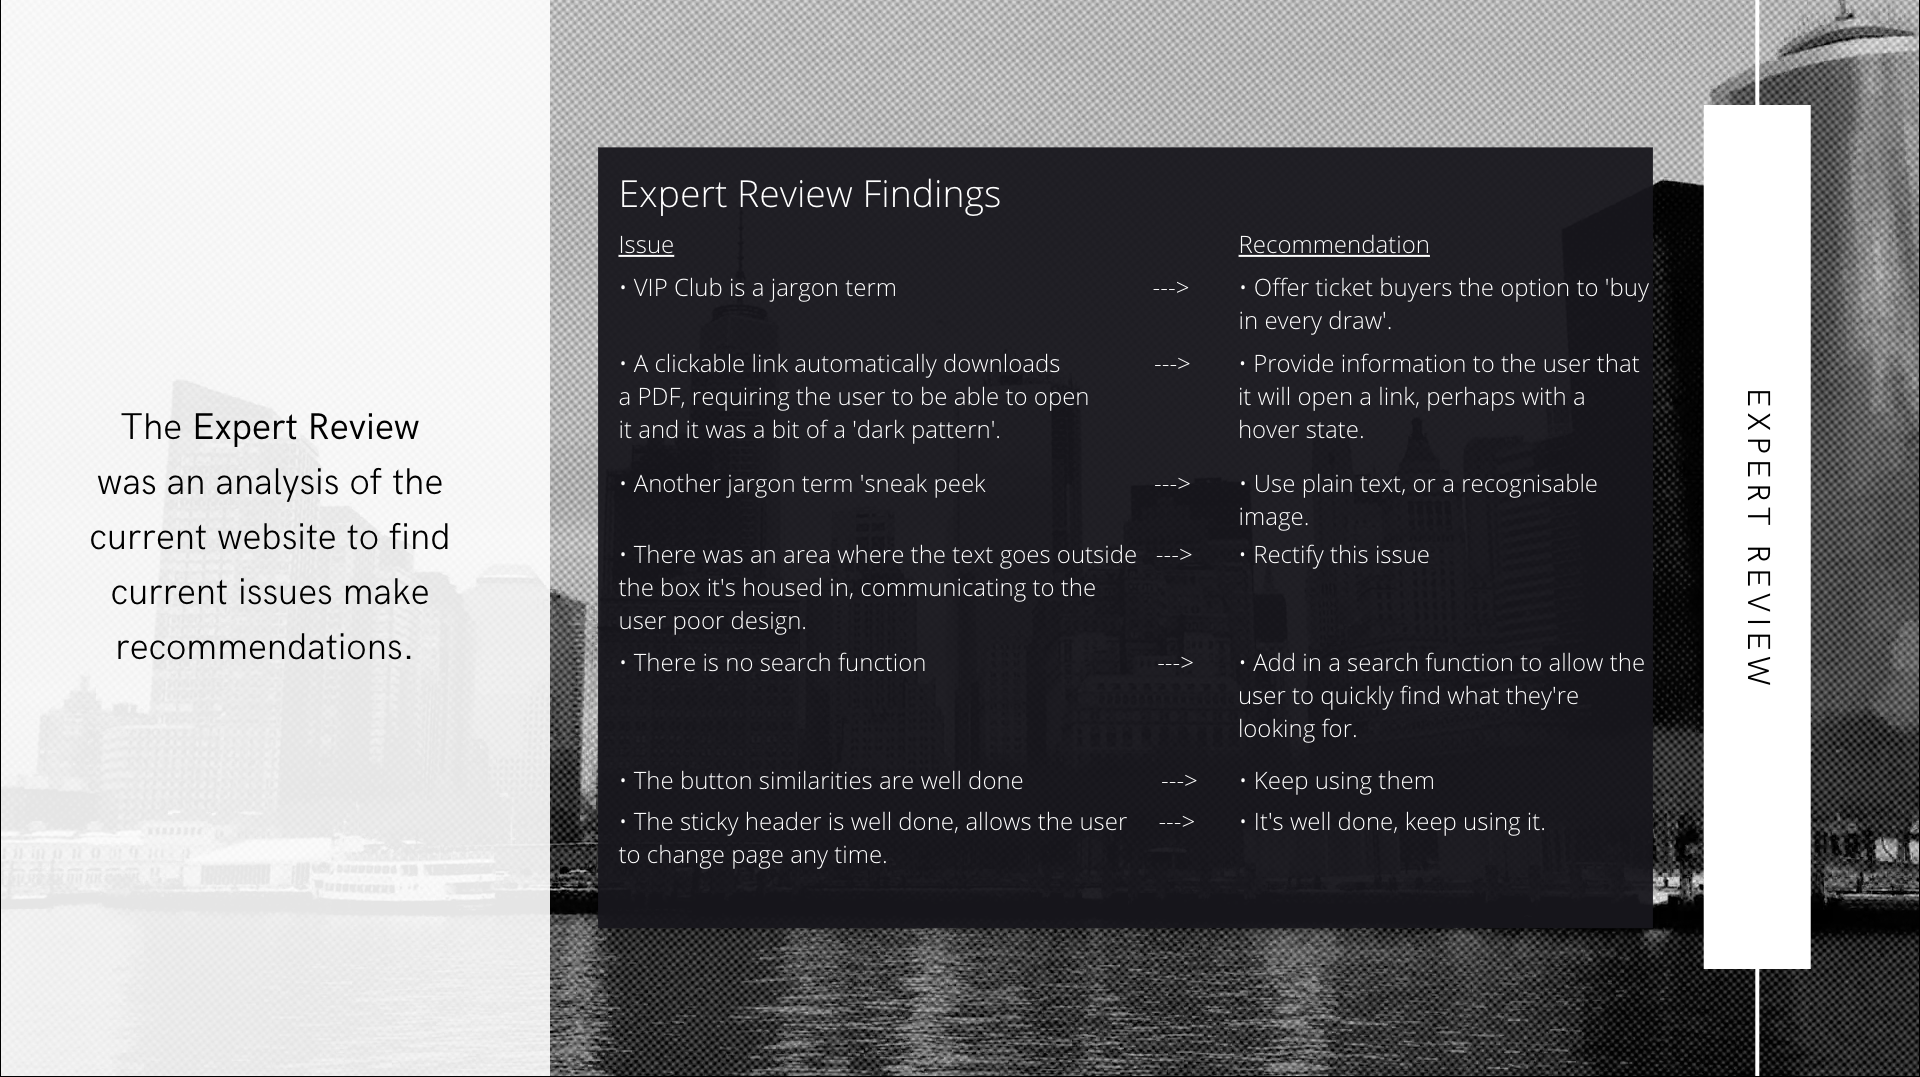 The Expert Review
was an analysis of the
current website to find
current issues make
recommendations.
Expert Review Findings
Issue
Recommendation
• VIP Club is a jargon term
--->
• Offer ticket buyers the option to 'buy
in every draw'.
• A clickable link automatically downloads
a PDF, requiring the user to be able to open
it and it was a bit of a 'dark pattern'.
--->
• Provide information to the user that
it will open a link, perhaps with a
hover state.
• Another jargon term 'sneak peek
--->
• Use plain text, or a recognisable
image.
• There was an area where the text goes outside
the box it's housed in, communicating to the
user poor design.
--->
• Rectify this issue
• There is no search function
--->
• Add in a search function to allow the
user to quickly find what they're
looking for.
• The button similarities are well done
--->
• Keep using them
• The sticky header is well done, allows the user
to change page any time.
--->
• It's well done, keep using it.
EXPERT REVIEW